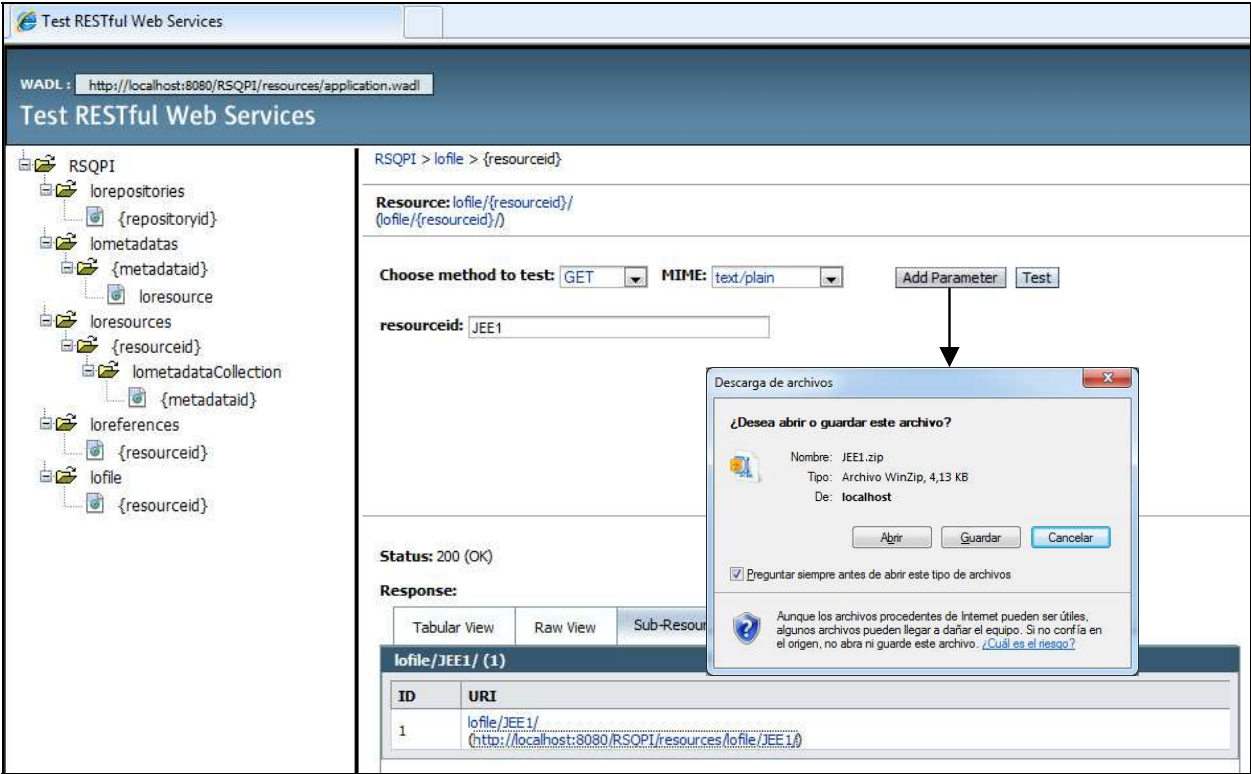 Test RESTful Web Services
WADL : http://localhost:8080/RSQPI/resources/application.wadl
Test RESTful Web Services
RSQPI
lorepositories
{repositoryid}
lometadatas
{metadataid}
loresource
loresources
{resourceid}
lometadataCollection
{metadataid}
loreferences
{resourceid}
lofile
{resourceid}
RSQPI > lofile > {resourceid}
Resource: lofile/{resourceid}/
(lofile/{resourceid}/)
Choose method to test: GET MIME: text/plain Add Parameter Test
resourceid: JEE1
Descarga de archivos
¿Desea abrir o guardar este archivo?
Nombre: JEE1.zip
Tipo: Archivo WinZip, 4,13 KB
De: localhost
Abrir Guardar Cancelar
Preguntar siempre antes de abrir este tipo de archivos
Aunque los archivos procedentes de Internet pueden ser útiles,
algunos archivos pueden llegar a dañar el equipo. Si no confía en
el origen, no abra ni guarde este archivo. ¿Cuál es el riesgo?
Status: 200 (OK)
Response:
Tabular View Raw View Sub-Resour
lofile/JEE1/ (1)
ID URI
1 lofile/JEE1/
(http://localhost:8080/RSQPI/resources/lofile/JEE1/)